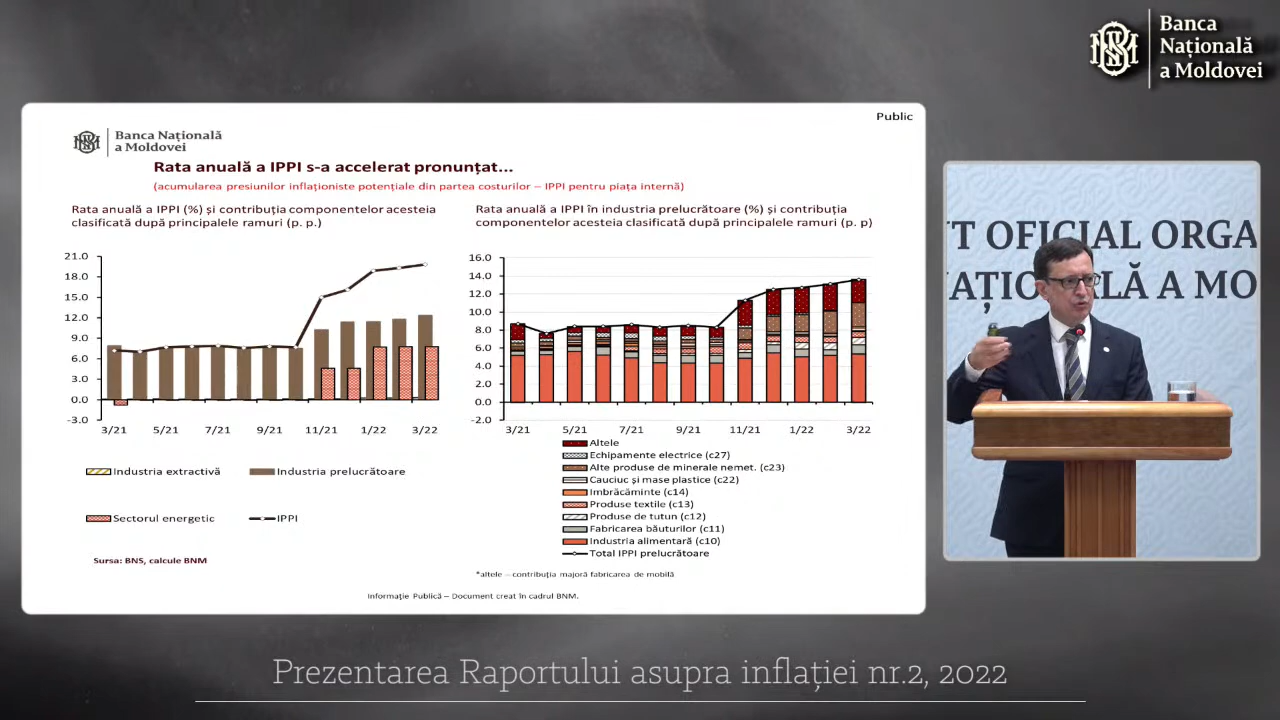 Banca
Națională
a Moldovei
Public
Banca Națională
a Moldovei
Rata anuală a IPPI s-a accelerat pronunțat...
(acumularea presiunilor inflaționiste potențiale din partea costurilor – IPPI pentru piața internă)
Rata anuală a IPPI (%) și contribuția componentelor acesteia
clasificată după principalele ramuri (p. p.)
21.0
18.0
15.0
12.0
9.0
6.0
3.0
0.0
-3.0
3/21 5/21 7/21 9/21 11/21 1/22 3/22
Industria extractivă
Industria prelucrătoare
Sectorul energetic
IPPI
Sursa: BNS, calcule BNM
Rata anuală a IPPI în industria prelucrătoare (%) și contribuția
componentelor acesteia clasificată după principalele ramuri (p. p)
16.0
14.0
12.0
10.0
8.0
6.0
4.0
2.0
0.0
-2.0
3/21 5/21 7/21 9/21 11/21 1/22 3/22
Altele
Echipamente electrice (c27)
Alte produse de minerale nemet. (c23)
Cauciuc și mase plastice (c22)
Imbrăcăminte (c14)
Produse textile (c13)
Produse de tutun (c12)
Fabricarea băuturilor (c11)
Industria alimentară (c10)
Total IPPI prelucrătoare
*altele – contribuția majoră fabricarea de mobilă
Informație Publică – Document creat în cadrul BNM.
NT OFICIAL ORGA
NAȚIONALĂ A MO
Prezentarea Raportului asupra inflației nr.2, 2022